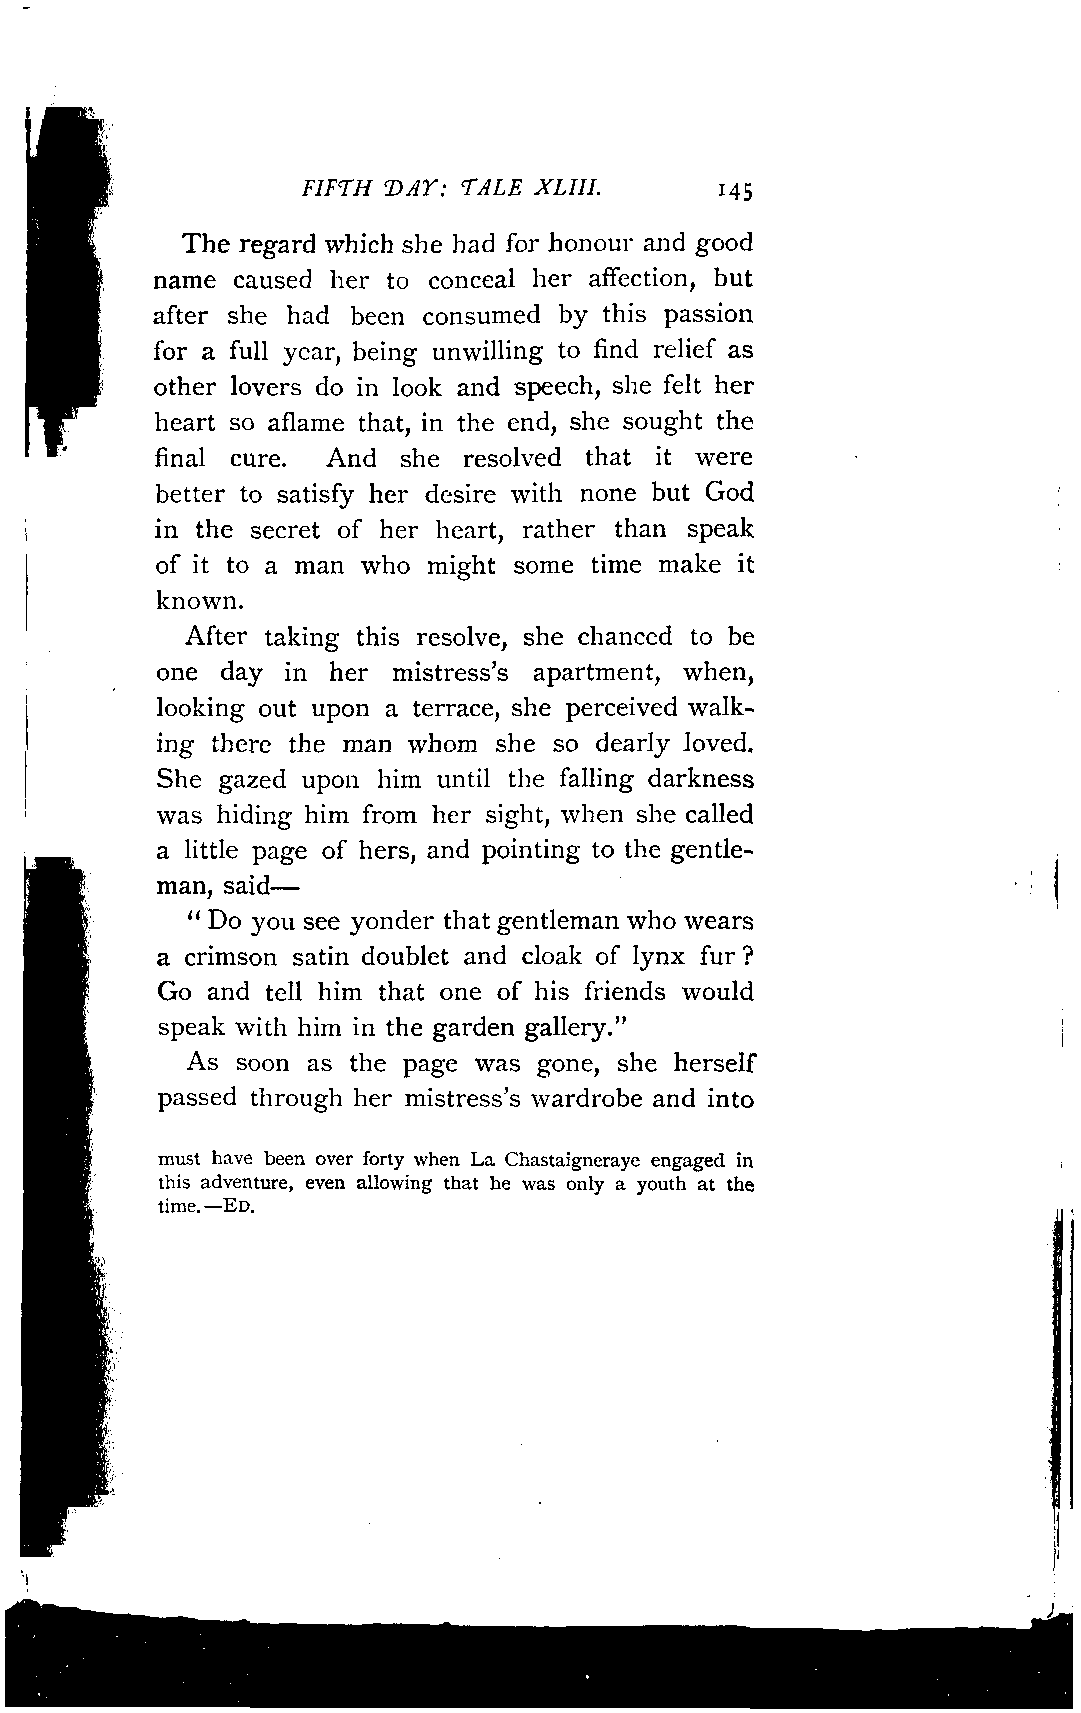 FIFTH DAY: TALE XLIII. 145
The regard which she had for honour and good
name caused her to conceal her affection, but
after she had been consumed by this passion
for a full year, being unwilling to find relief as
other lovers do in look and speech, she felt her
heart so aflame that, in the end, she sought the
final cure. And she resolved that it were
better to satisfy her desire with none but God
in the secret of her heart, rather than speak
of it to a man who might some time make it
known.
After taking this resolve, she chanced to be
one day in her mistress's apartment, when,
looking out upon a terrace, she perceived walk-
ing there the man whom she so dearly loved.
She gazed upon him until the falling darkness
was hiding him from her sight, when she called
a little page of hers, and pointing to the gentle-
man, said—
"Do you see yonder that gentleman who wears
a crimson satin doublet and cloak of lynx fur?
Go and tell him that one of his friends would
speak with him in the garden gallery."
As soon as the page was gone, she herself
passed through her mistress's wardrobe and into
must have been over forty when La Chastaigneraye engaged in
this adventure, even allowing that he was only a youth at the
time.—ED.